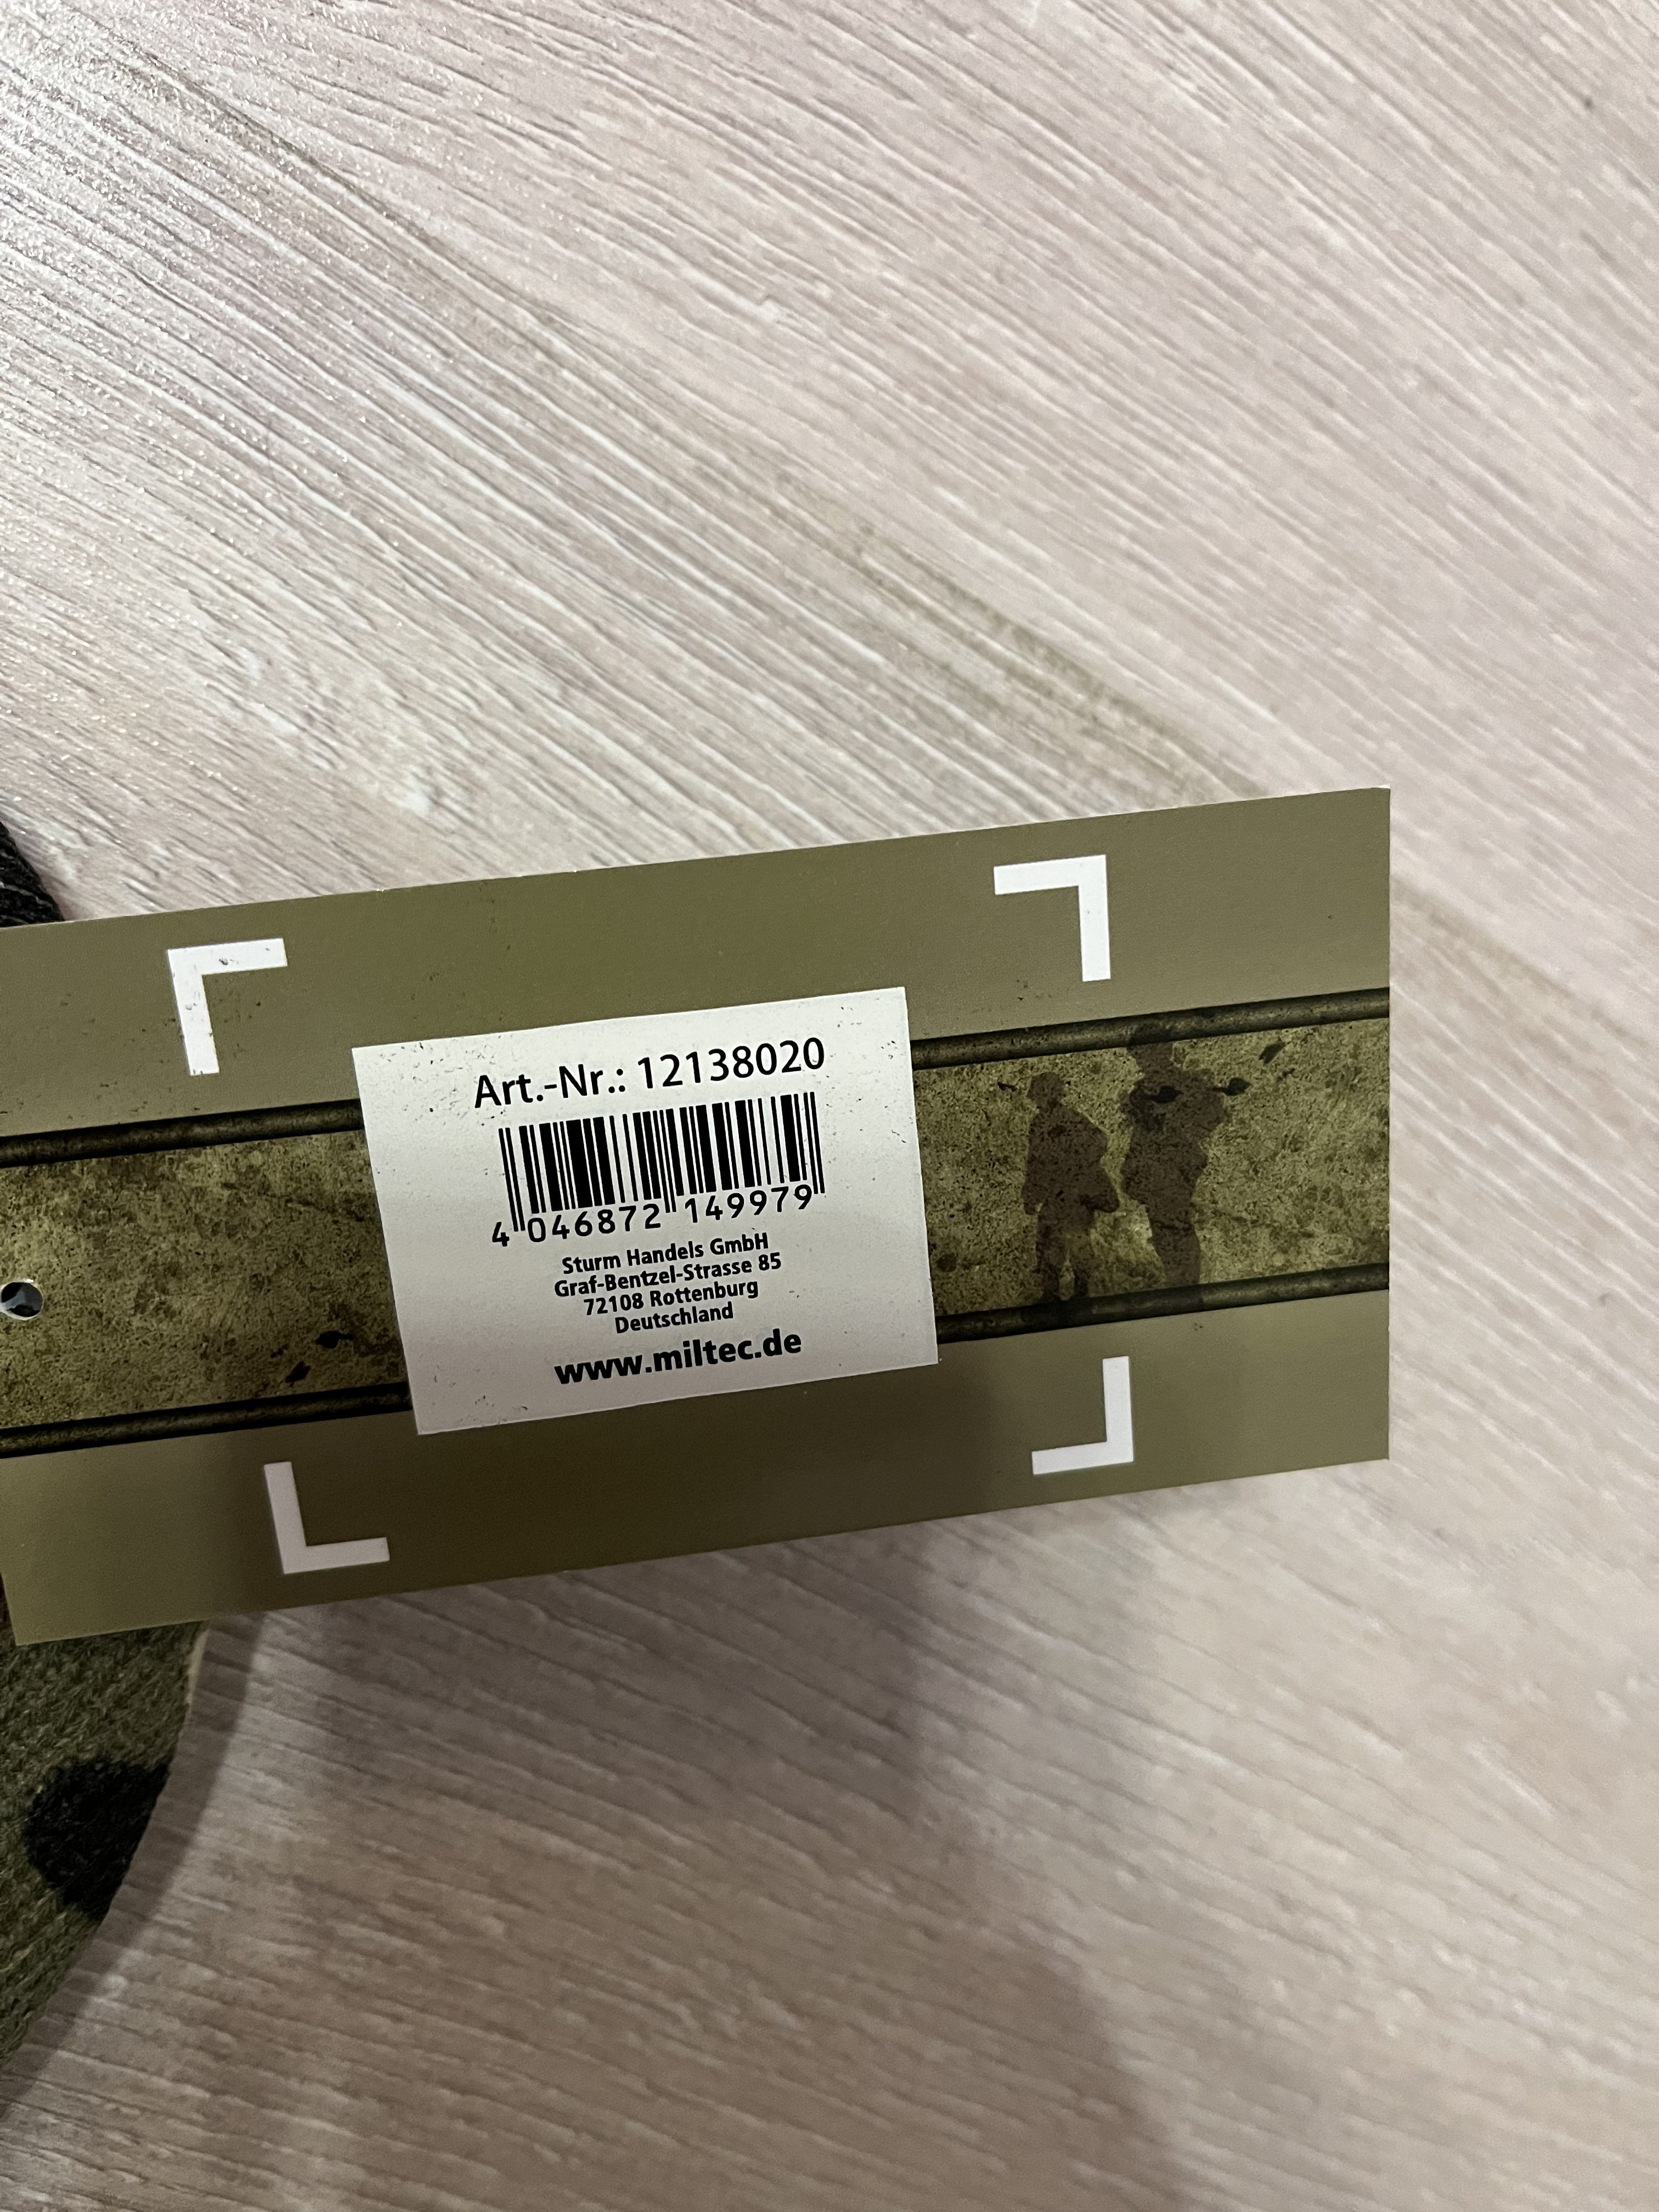 Art.-Nr.: 12138020
4 046872 149979
Sturm Handels GmbH
Graf-Bentzel-Strasse 85
72108 Rottenburg
Deutschland
www.miltec.de